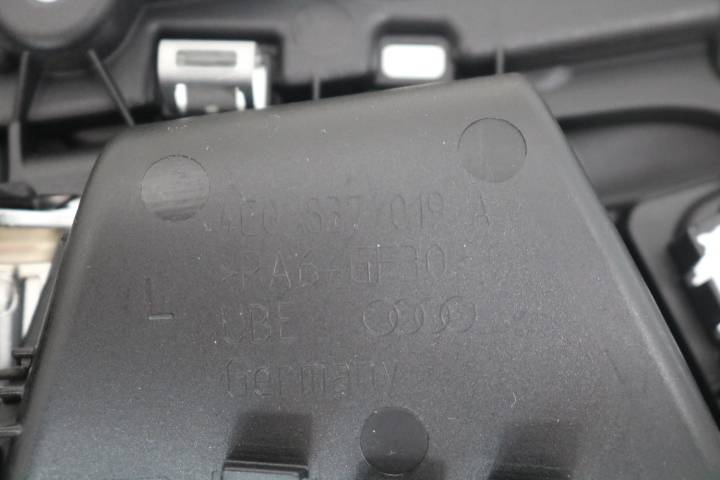 4E0 837 019 A
>PA6-GF30<
L
UBE
Germany